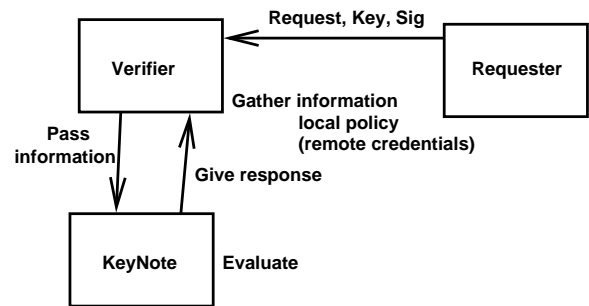 Request, Key, Sig
Verifier
Requester
Gather information
local policy
(remote credentials)
Pass
information
Give response
KeyNote
Evaluate